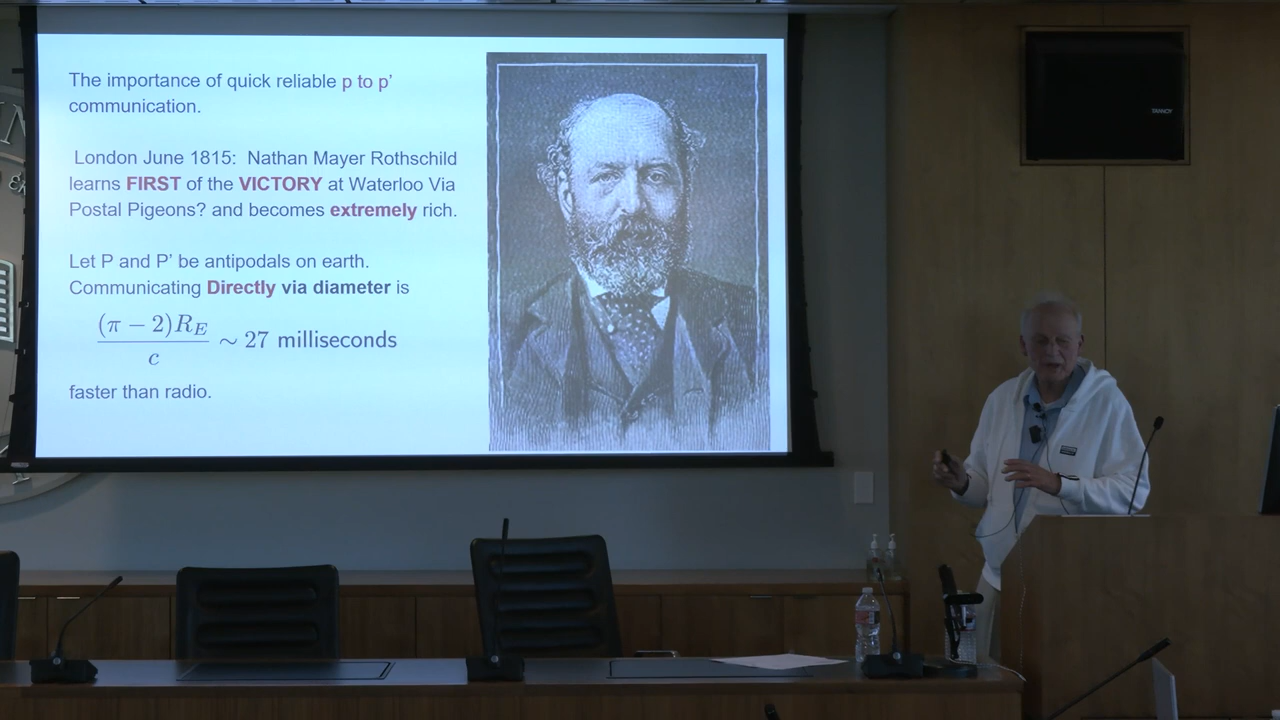 The importance of quick reliable p to p'
communication.
London June 1815: Nathan Mayer Rothschild
learns FIRST of the VICTORY at Waterloo Via
Postal Pigeons? and becomes extremely rich.
Let P and P' be antipodals on earth.
Communicating Directly via diameter is
(π − 2)R_E / c ∼ 27 milliseconds
faster than radio.
TANNOY